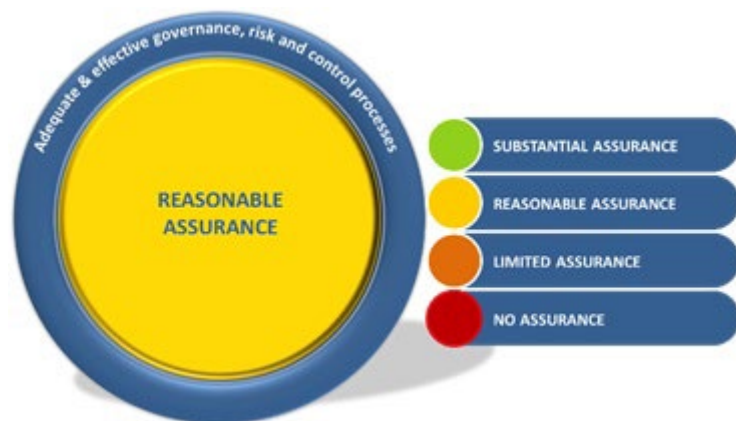 Adequate & effective governance, risk and control processes
REASONABLE
ASSURANCE
SUBSTANTIAL ASSURANCE
REASONABLE ASSURANCE
LIMITED ASSURANCE
NO ASSURANCE